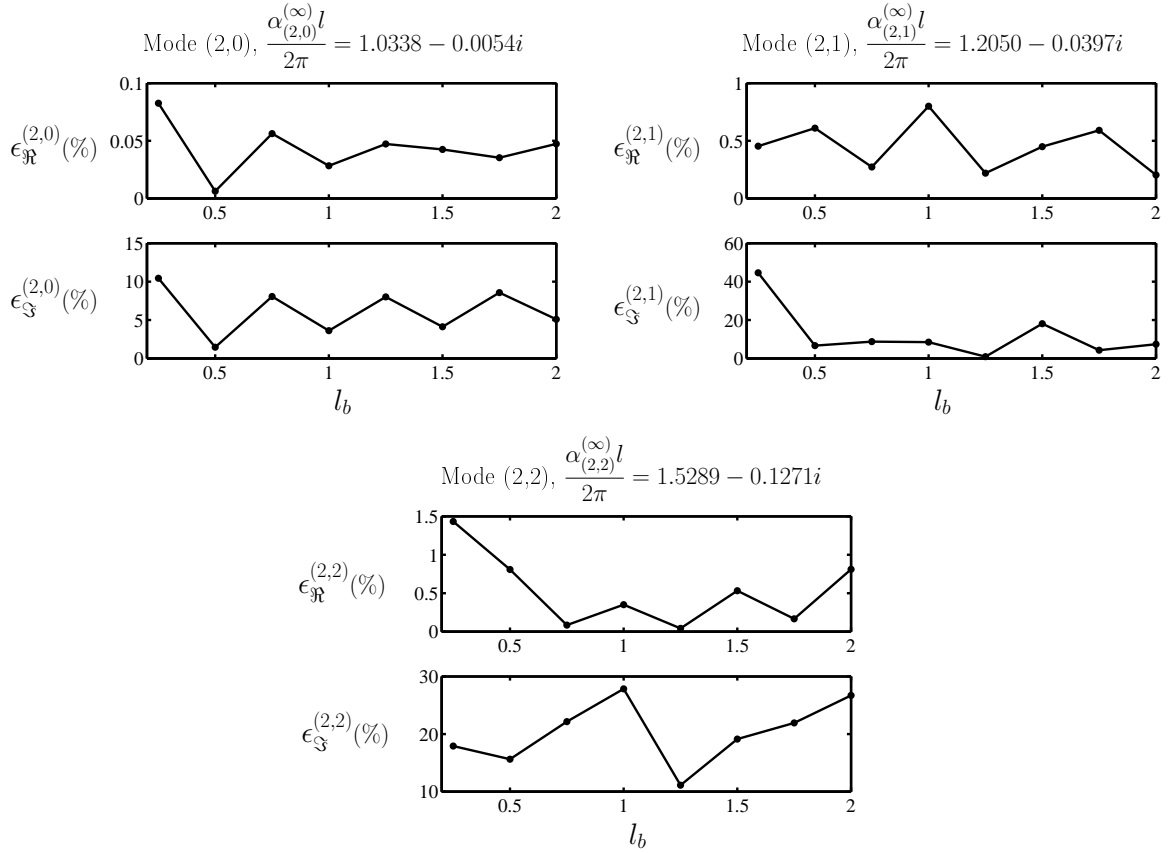 Mode (2,0), α_{(2,0)}^{(∞)} l / 2π = 1.0338 − 0.0054i
ϵ_ℜ^{(2,0)}(%)
0.1
0.05
0
0.5 1 1.5 2
ϵ_ℑ^{(2,0)}(%)
15
10
5
0
0.5 1 1.5 2
l_b
Mode (2,1), α_{(2,1)}^{(∞)} l / 2π = 1.2050 − 0.0397i
ϵ_ℜ^{(2,1)}(%)
1
0.5
0
0.5 1 1.5 2
ϵ_ℑ^{(2,1)}(%)
60
40
20
0
0.5 1 1.5 2
l_b
Mode (2,2), α_{(2,2)}^{(∞)} l / 2π = 1.5289 − 0.1271i
ϵ_ℜ^{(2,2)}(%)
1.5
1
0.5
0
0.5 1 1.5 2
ϵ_ℑ^{(2,2)}(%)
30
20
10
0.5 1 1.5 2
l_b